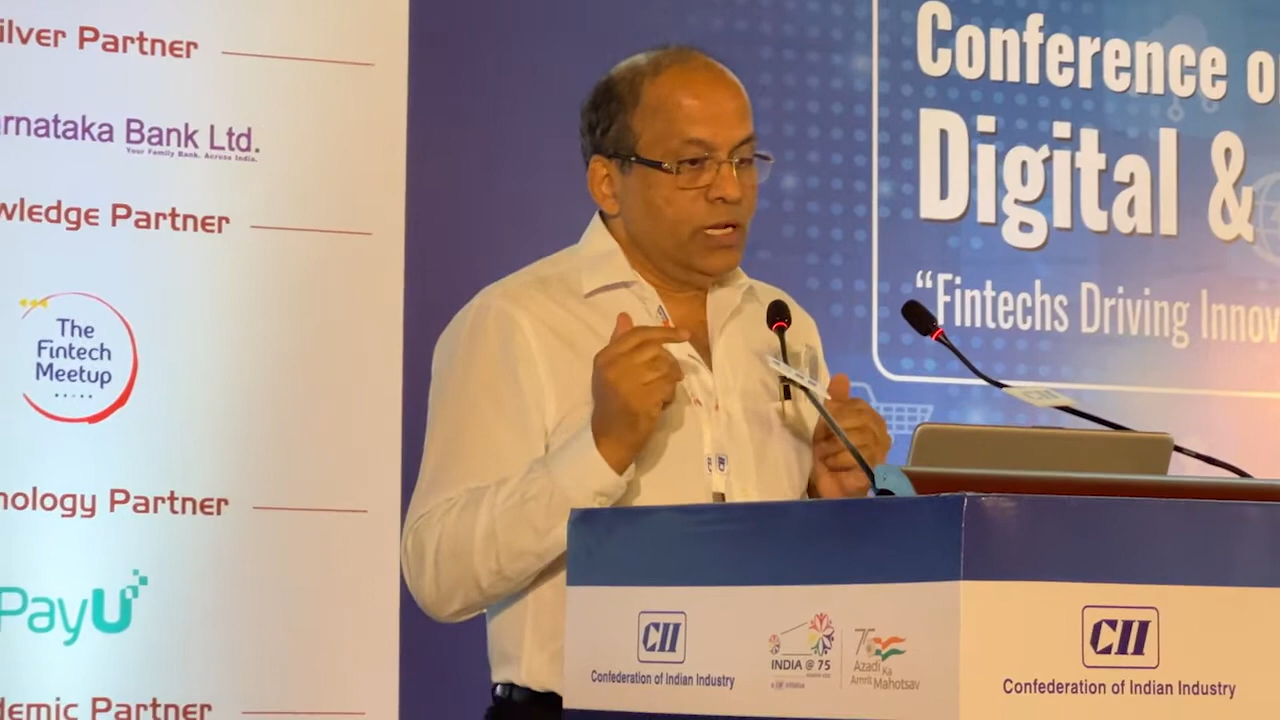 ilver Partner
rnataka Bank Ltd.
Your Family Bank. Across India.
wledge Partner
The
Fintech
Meetup
nology Partner
PayU
demic Partner
Conference o
Digital &
“Fintechs Driving Innov
CII
CII
Confederation of Indian Industry
INDIA @ 75
75
Azadi Ka
Amrit Mahotsav
CII
Confederation of Indian Industry